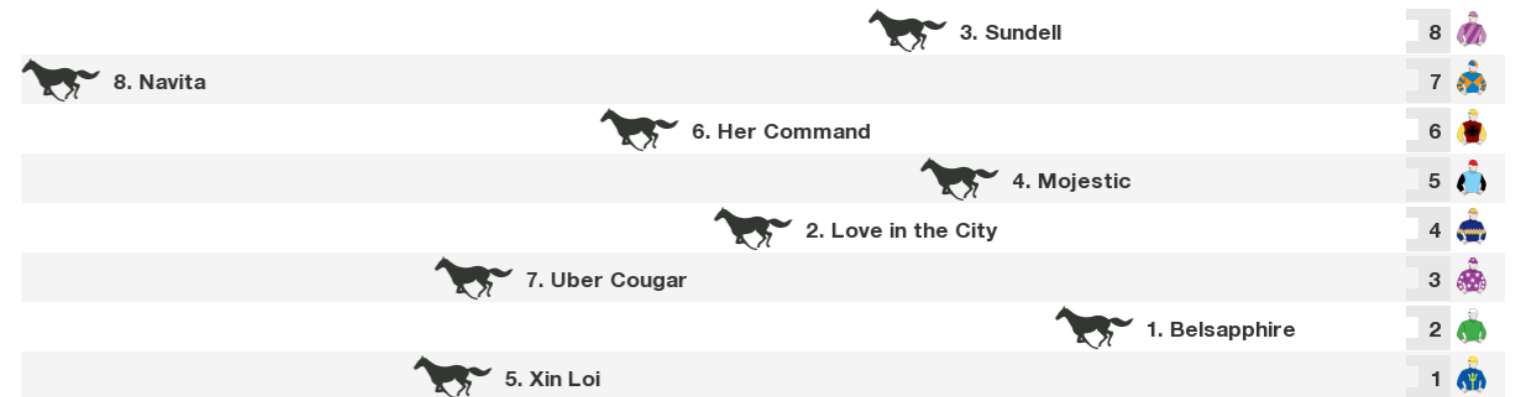 3. Sundell 8
8. Navita 7
6. Her Command 6
4. Mojestic 5
2. Love in the City 4
7. Uber Cougar 3
1. Belsapphire 2
5. Xin Loi 1